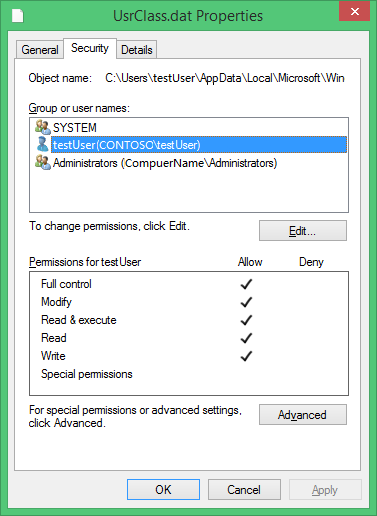 UsrClass.dat Properties
General Security Details
Object name: C:\Users\testUser\AppData\Local\Microsoft\Win
Group or user names:
SYSTEM
testUser(CONTOSO\testUser)
Administrators (CompuerName\Administrators)
To change permissions, click Edit.
Edit...
Permissions for testUser Allow Deny
Full control
Modify
Read & execute
Read
Write
Special permissions
For special permissions or advanced settings,
click Advanced.
Advanced
OK Cancel Apply